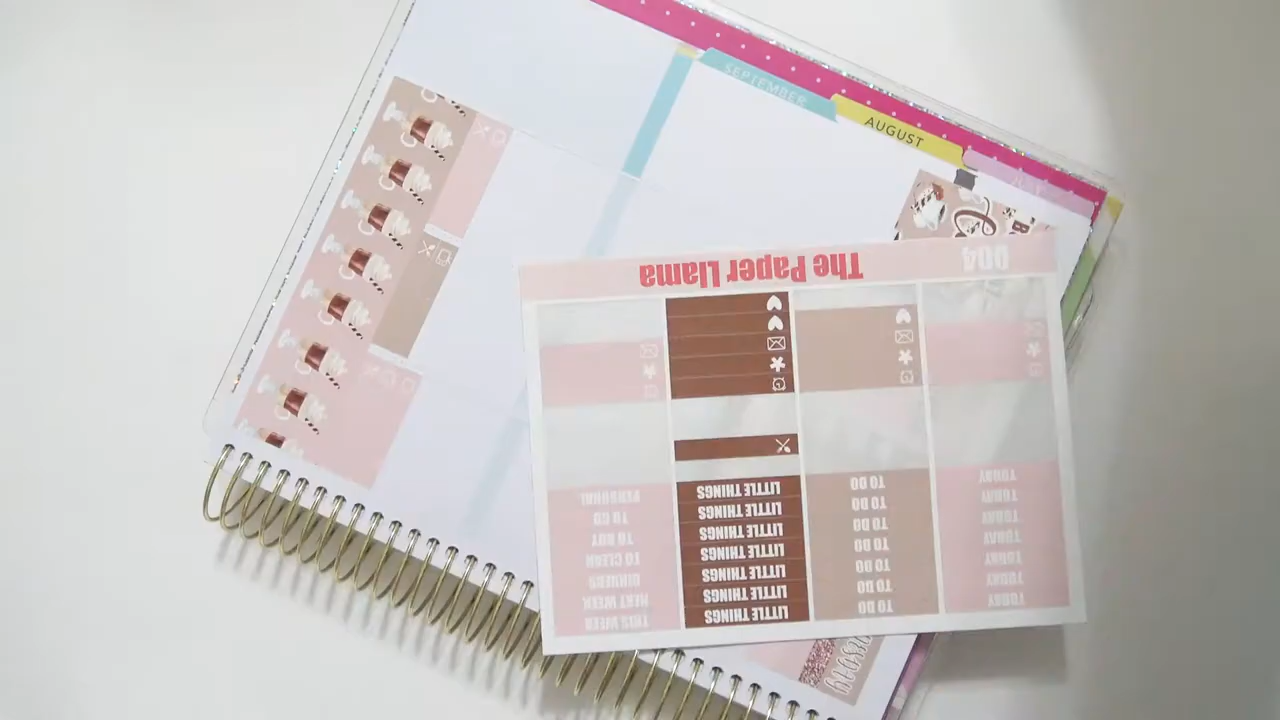 SEPTEMBER
AUGUST
The Paper Llama
004
THIS WEEK
NEXT WEEK
DINNERS
TO CLEAN
TO BUY
TO GO
PERSONAL
LITTLE THINGS
LITTLE THINGS
LITTLE THINGS
LITTLE THINGS
LITTLE THINGS
LITTLE THINGS
LITTLE THINGS
TO DO
TO DO
TO DO
TO DO
TO DO
TO DO
TO DO
TODAY
TODAY
TODAY
TODAY
TODAY
TODAY
TODAY